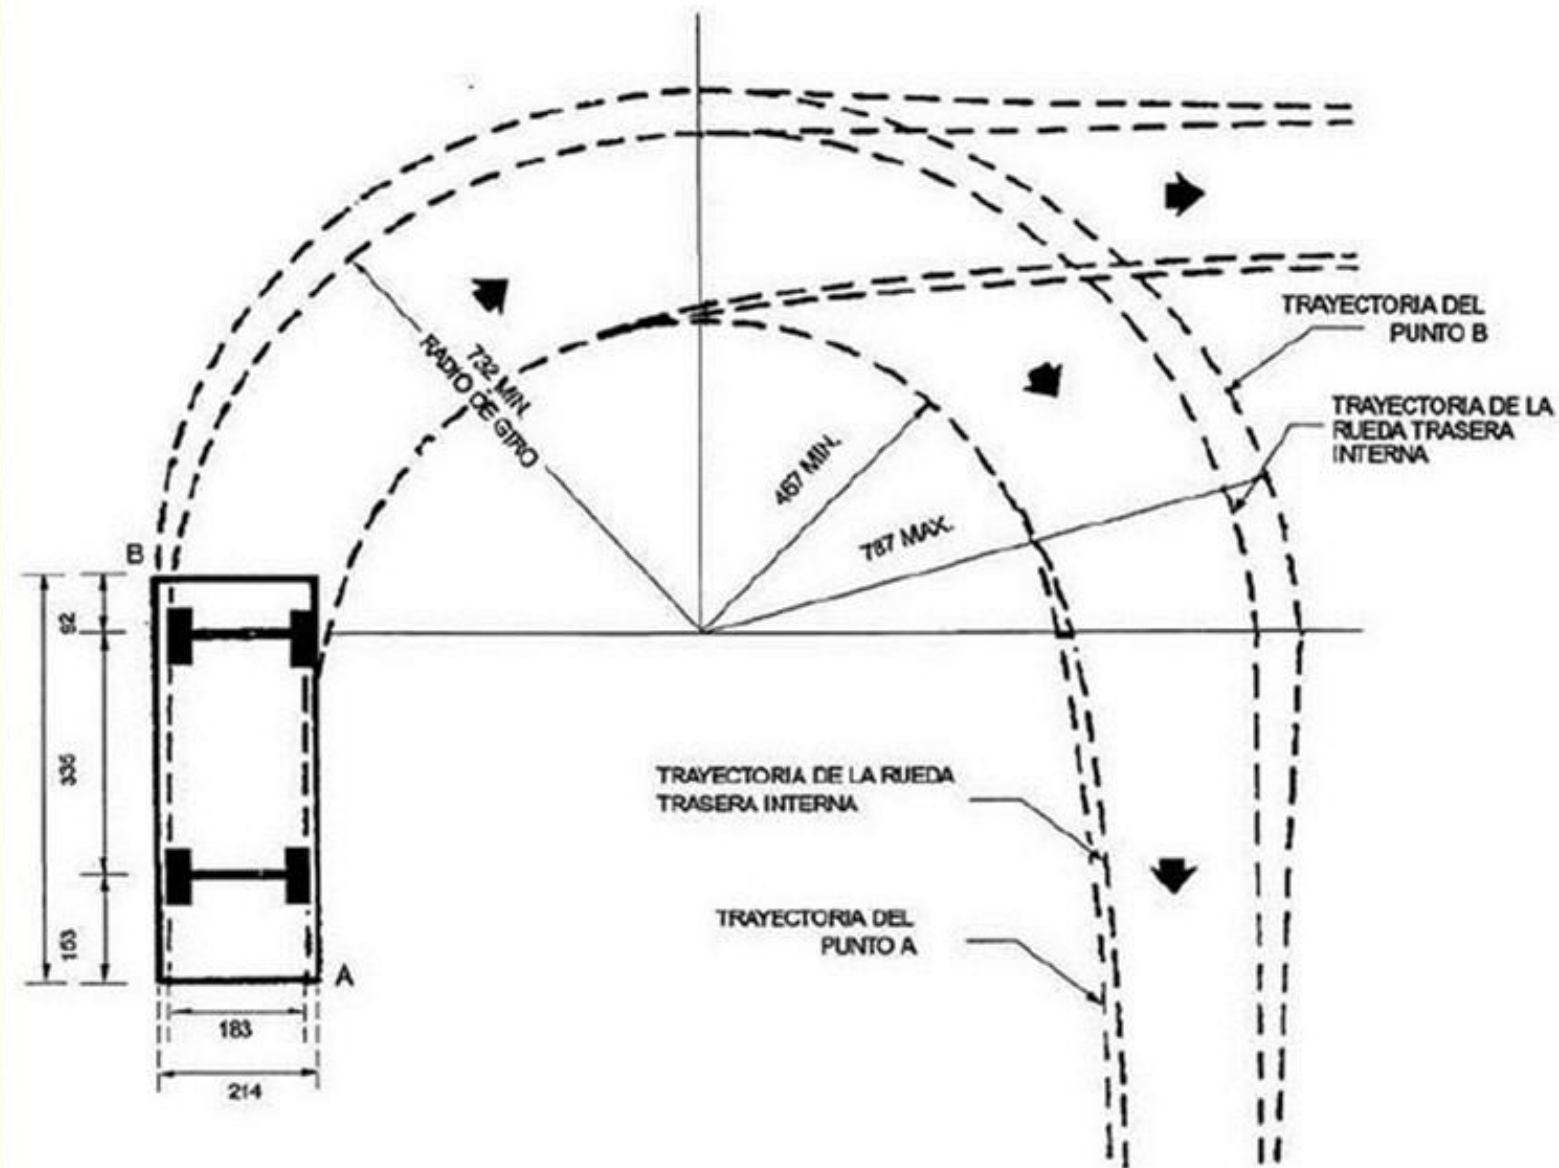 TRAYECTORIA DEL
PUNTO B
TRAYECTORIA DE LA
RUEDA TRASERA
INTERNA
732 MIN.
RADIO DE GIRO
467 MIN.
787 MAX.
B
92
335
153
A
183
214
TRAYECTORIA DE LA RUEDA
TRASERA INTERNA
TRAYECTORIA DEL
PUNTO A